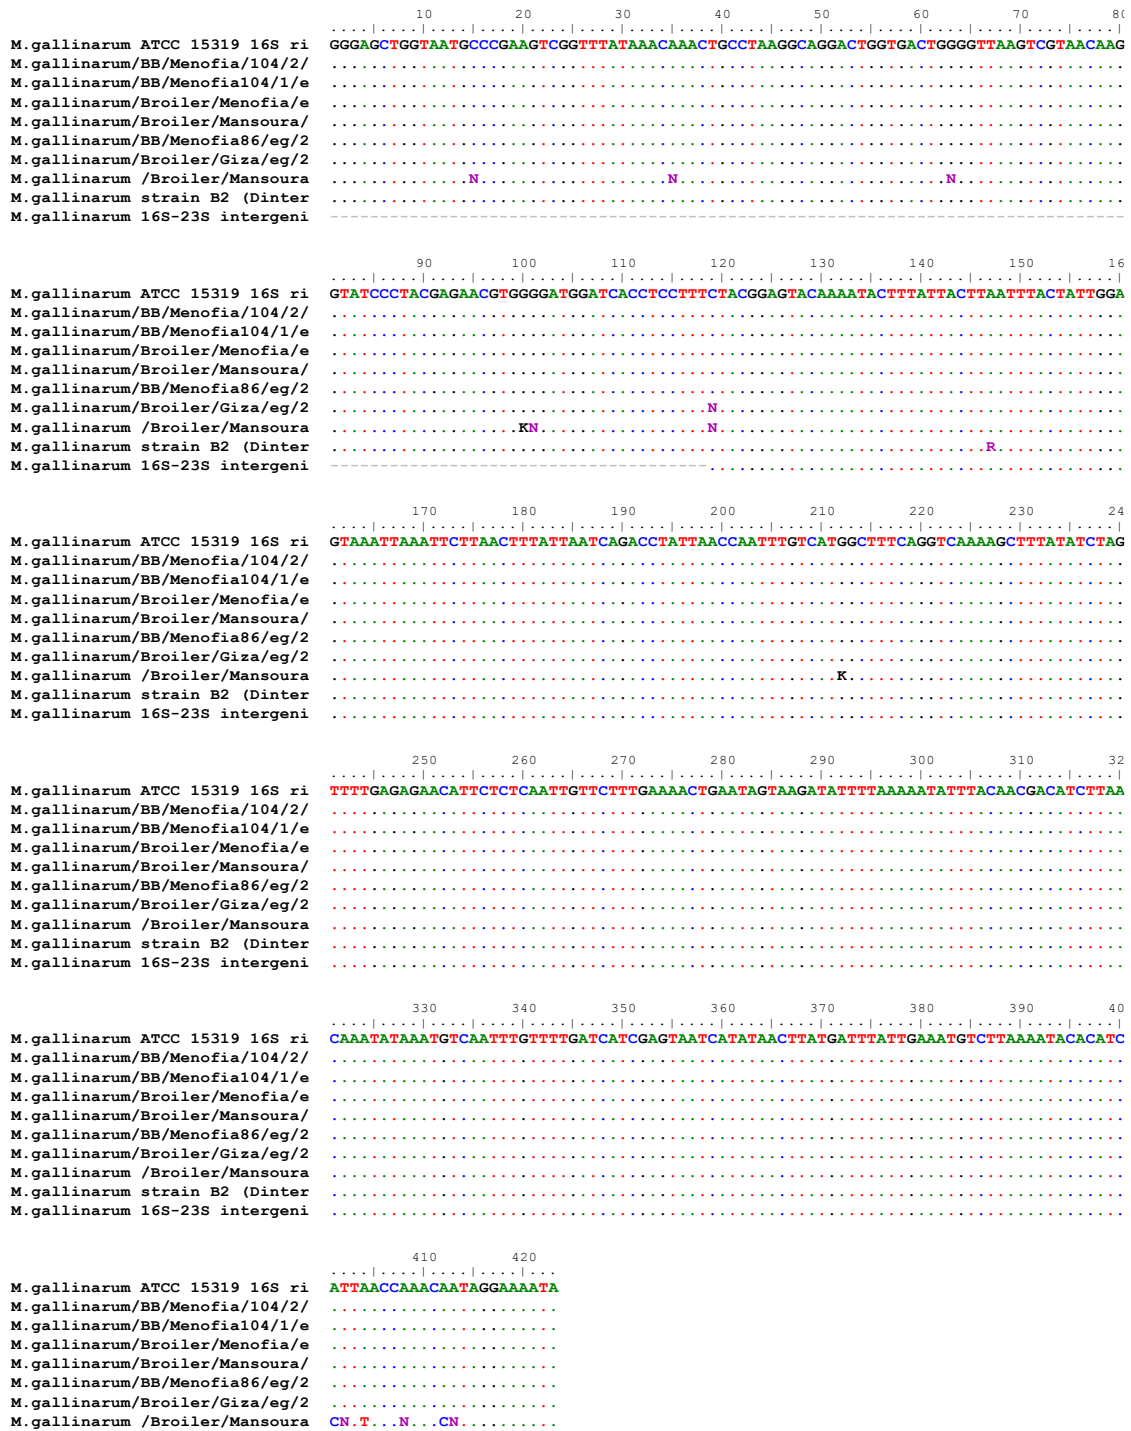 10 20 30 40 50 60 70 80
....|....|....|....|....|....|....|....|....|....|....|....|....|....|....|....|
M.gallinarum ATCC 15319 16S ri GGGAGCTGGTAATGCCCGAAGTCGGTTTATAAACAAACTGCCTAAGGCAGGACTGGTGACTGGGGTTAAGTCGTAACAAG
M.gallinarum/BB/Menofia/104/2/ ................................................................................
M.gallinarum/BB/Menofia104/1/e ................................................................................
M.gallinarum/Broiler/Menofia/e ................................................................................
M.gallinarum/Broiler/Mansoura/ ................................................................................
M.gallinarum/BB/Menofia86/eg/2 ................................................................................
M.gallinarum/Broiler/Giza/eg/2 ................................................................................
M.gallinarum /Broiler/Mansoura ..............N...................N...........................N.................
M.gallinarum strain B2 (Dinter ................................................................................
M.gallinarum 16S-23S intergeni --------------------------------------------------------------------------------
90 100 110 120 130 140 150 16
....|....|....|....|....|....|....|....|....|....|....|....|....|....|....|....|
M.gallinarum ATCC 15319 16S ri GTATCCCTACGAGAACGTGGGGATGGATCACCTCCTTTCTACGGAGTACAAAATACTTTATTACTTAATTTACTATTGGA
M.gallinarum/BB/Menofia/104/2/ ................................................................................
M.gallinarum/BB/Menofia104/1/e ................................................................................
M.gallinarum/Broiler/Menofia/e ................................................................................
M.gallinarum/Broiler/Mansoura/ ................................................................................
M.gallinarum/BB/Menofia86/eg/2 ................................................................................
M.gallinarum/Broiler/Giza/eg/2 ......................................N.........................................
M.gallinarum /Broiler/Mansoura ...................KN.................N.........................................
M.gallinarum strain B2 (Dinter ..................................................................R.............
M.gallinarum 16S-23S intergeni --------------------------------------..........................................
170 180 190 200 210 220 230 24
....|....|....|....|....|....|....|....|....|....|....|....|....|....|....|....|
M.gallinarum ATCC 15319 16S ri GTAAATTAAATTCTTAACTTTATTAATCAGACCTATTAACCAATTTGTCATGGCTTTCAGGTCAAAAGCTTTATATCTAG
M.gallinarum/BB/Menofia/104/2/ ................................................................................
M.gallinarum/BB/Menofia104/1/e ................................................................................
M.gallinarum/Broiler/Menofia/e ................................................................................
M.gallinarum/Broiler/Mansoura/ ................................................................................
M.gallinarum/BB/Menofia86/eg/2 ................................................................................
M.gallinarum/Broiler/Giza/eg/2 ................................................................................
M.gallinarum /Broiler/Mansoura ...................................................K............................
M.gallinarum strain B2 (Dinter ................................................................................
M.gallinarum 16S-23S intergeni ................................................................................
250 260 270 280 290 300 310 32
....|....|....|....|....|....|....|....|....|....|....|....|....|....|....|....|
M.gallinarum ATCC 15319 16S ri TTTTGAGAGAACATTCTCTCAATTGTTCTTTGAAAACTGAATAGTAAGATATTTTAAAAATATTTACAACGACATCTTAA
M.gallinarum/BB/Menofia/104/2/ ................................................................................
M.gallinarum/BB/Menofia104/1/e ................................................................................
M.gallinarum/Broiler/Menofia/e ................................................................................
M.gallinarum/Broiler/Mansoura/ ................................................................................
M.gallinarum/BB/Menofia86/eg/2 ................................................................................
M.gallinarum/Broiler/Giza/eg/2 ................................................................................
M.gallinarum /Broiler/Mansoura ................................................................................
M.gallinarum strain B2 (Dinter ................................................................................
M.gallinarum 16S-23S intergeni ................................................................................
330 340 350 360 370 380 390 40
....|....|....|....|....|....|....|....|....|....|....|....|....|....|....|....|
M.gallinarum ATCC 15319 16S ri CAAATATAAATGTCAATTTGTTTTGATCATCGAGTAATCATATAACTTATGATTTATTGAAATGTCTTAAAATACACATC
M.gallinarum/BB/Menofia/104/2/ ................................................................................
M.gallinarum/BB/Menofia104/1/e ................................................................................
M.gallinarum/Broiler/Menofia/e ................................................................................
M.gallinarum/Broiler/Mansoura/ ................................................................................
M.gallinarum/BB/Menofia86/eg/2 ................................................................................
M.gallinarum/Broiler/Giza/eg/2 ................................................................................
M.gallinarum /Broiler/Mansoura ................................................................................
M.gallinarum strain B2 (Dinter ................................................................................
M.gallinarum 16S-23S intergeni ................................................................................
410 420
....|....|....|....|...
M.gallinarum ATCC 15319 16S ri ATTAACCAAACAATAGGAAAATA
M.gallinarum/BB/Menofia/104/2/ .......................
M.gallinarum/BB/Menofia104/1/e .......................
M.gallinarum/Broiler/Menofia/e .......................
M.gallinarum/Broiler/Mansoura/ .......................
M.gallinarum/BB/Menofia86/eg/2 .......................
M.gallinarum/Broiler/Giza/eg/2 .......................
M.gallinarum /Broiler/Mansoura CN.T...N...CN..........